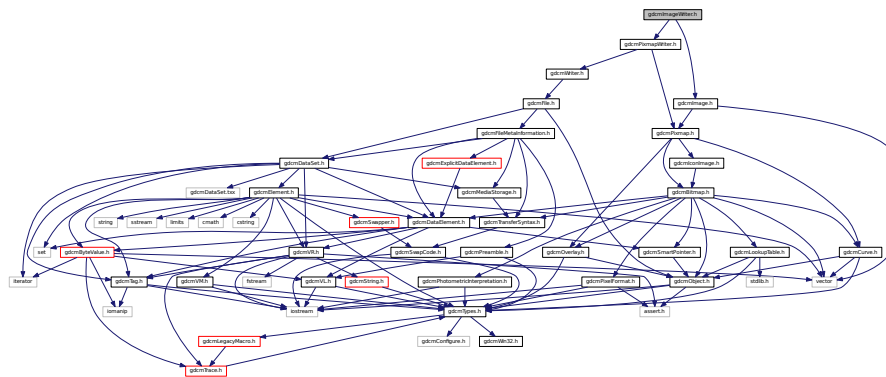 gdcmImageWriter.h
gdcmPixmapWriter.h
gdcmWriter.h
gdcmFile.h
gdcmImage.h
gdcmFileMetaInformation.h
gdcmPixmap.h
gdcmDataSet.h
gdcmExplicitDataElement.h
gdcmIconImage.h
gdcmDataSet.txx
gdcmElement.h
gdcmMediaStorage.h
gdcmBitmap.h
string
sstream
limits
cmath
cstring
gdcmSwapper.h
gdcmDataElement.h
gdcmTransferSyntax.h
set
gdcmByteValue.h
gdcmVR.h
gdcmSwapCode.h
gdcmPreamble.h
gdcmOverlay.h
gdcmSmartPointer.h
gdcmLookupTable.h
gdcmCurve.h
iterator
gdcmTag.h
gdcmVM.h
fstream
gdcmVL.h
gdcmString.h
gdcmPhotometricInterpretation.h
gdcmPixelFormat.h
gdcmObject.h
stdlib.h
vector
iomanip
iostream
gdcmTypes.h
assert.h
gdcmLegacyMacro.h
gdcmConfigure.h
gdcmWin32.h
gdcmTrace.h